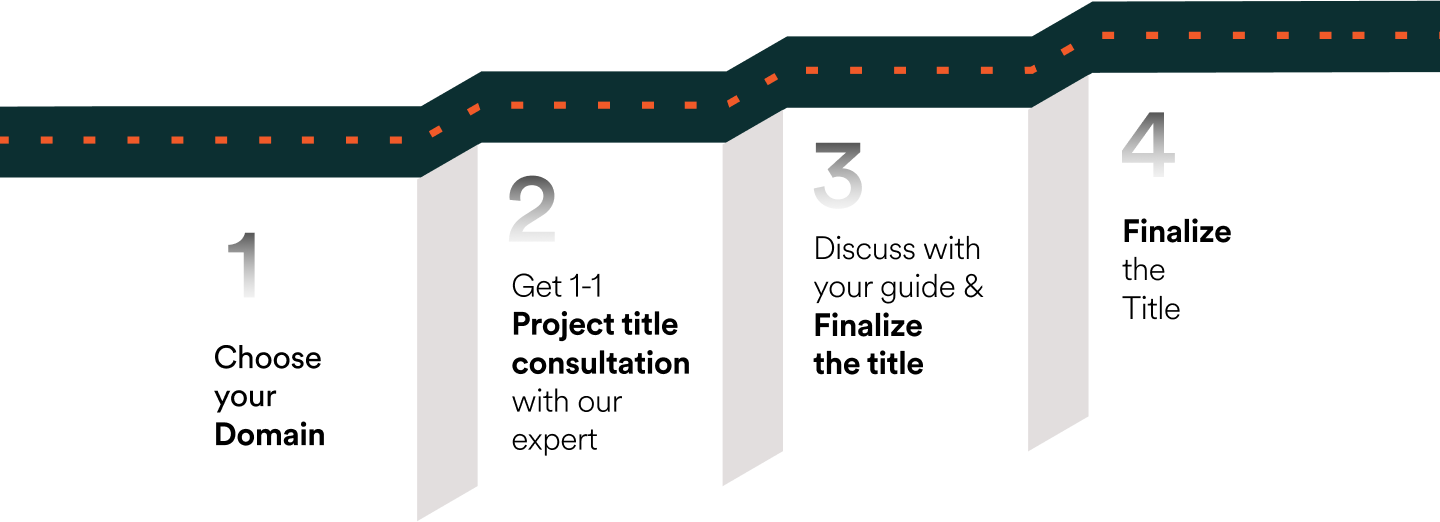 1
Choose
your
Domain
2
Get 1-1
Project title
consultation
with our
expert
3
Discuss with
your guide &
Finalize
the title
4
Finalize
the
Title